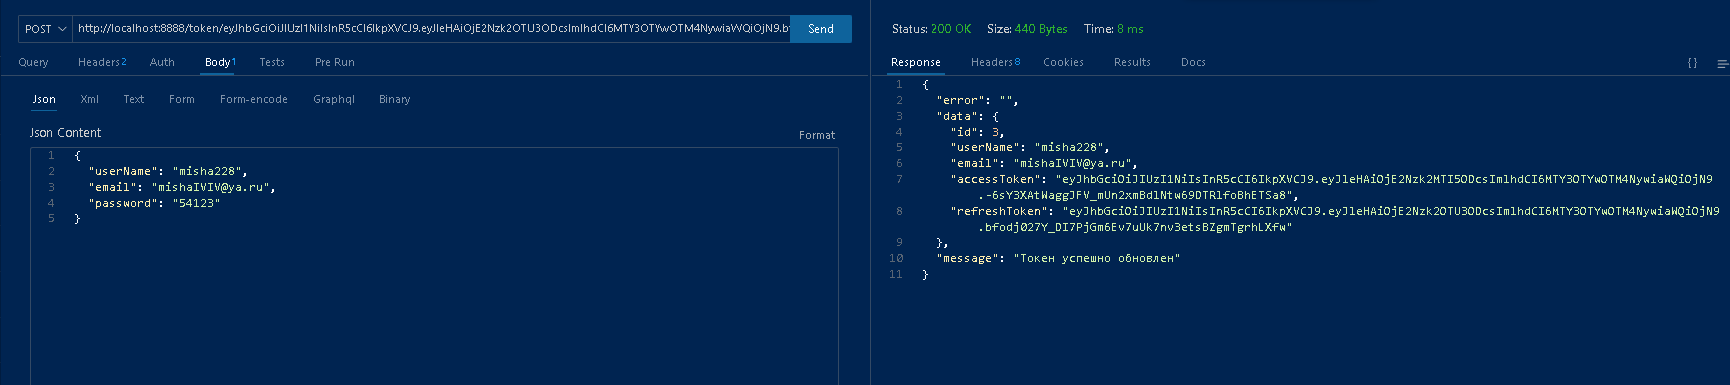 POST http://localhost:8888/token/eyJhbGciOiJIUzI1NiIsInR5cCI6IkpXVCJ9.eyJleHAiOjE2Nzk2OTU3ODcsImlhdCI6MTY3OTYwOTM4NywiaWQiOjN9.bf Send
Query Headers2 Auth Body1 Tests Pre Run
Json Xml Text Form Form-encode Graphql Binary
Json Content Format
1 {
2 "userName": "misha228",
3 "email": "mishaIVIV@ya.ru",
4 "password": "54123"
5 }
Status: 200 OK Size: 440 Bytes Time: 8 ms
Response Headers8 Cookies Results Docs {}
1 {
2 "error": "",
3 "data": {
4 "id": 3,
5 "userName": "misha228",
6 "email": "mishaIVIV@ya.ru",
7 "accessToken": "eyJhbGciOiJIUzI1NiIsInR5cCI6IkpXVCJ9.eyJleHAiOjE2Nzk2MTI5ODcsImlhdCI6MTY3OTYwOTM4NywiaWQiOjN9
.-6sY3XAtWaggJFV_mUn2xmBdlNtw69DTRlfoBhETSa8",
8 "refreshToken": "eyJhbGciOiJIUzI1NiIsInR5cCI6IkpXVCJ9.eyJleHAiOjE2Nzk2OTU3ODcsImlhdCI6MTY3OTYwOTM4NywiaWQiOjN9
.bfodj027Y_DI7PjGm6Ev7uUk7nv3etsBZgmTgrhLXfw"
9 },
10 "message": "Токен успешно обновлен"
11 }